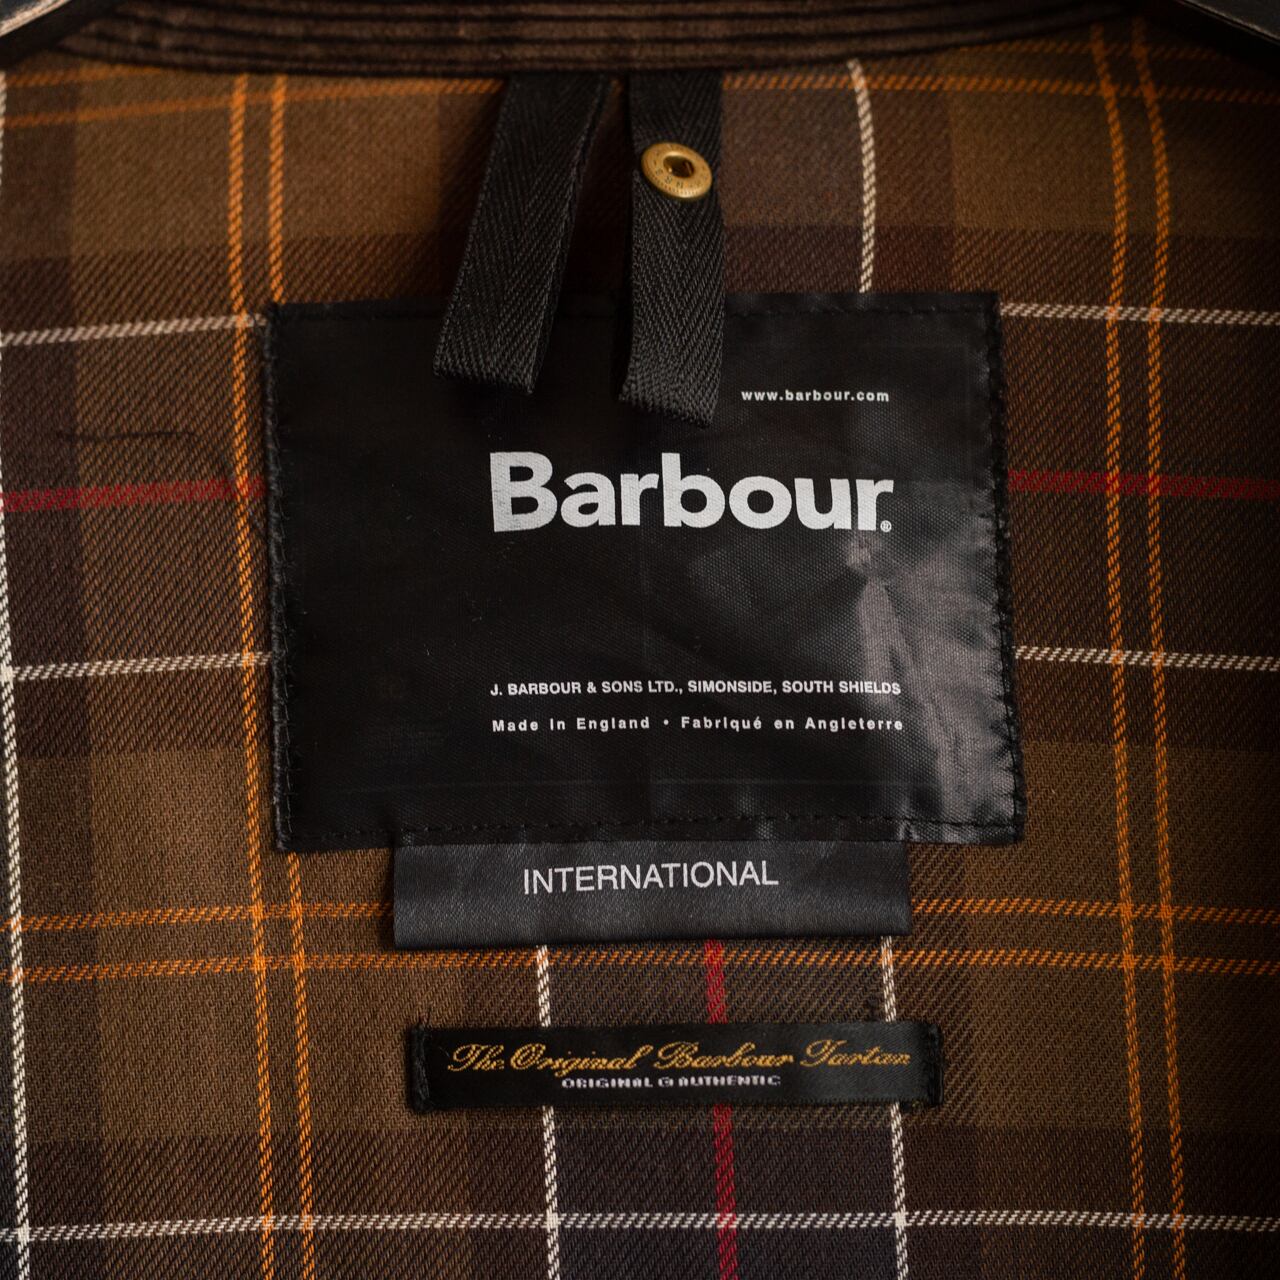 www.barbour.com
Barbour®
J. BARBOUR & SONS LTD., SIMONSIDE, SOUTH SHIELDS
Made in England • Fabriqué en Angleterre
INTERNATIONAL
The Original Barbour Tartan
ORIGINAL & AUTHENTIC